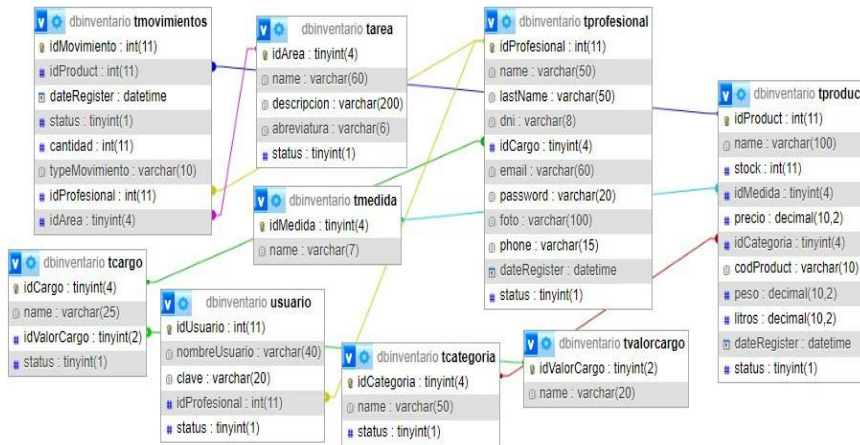 dbinventario tmovimientos
idMovimiento : int(11)
idProduct : int(11)
dateRegister : datetime
status : tinyint(1)
cantidad : int(11)
typeMovimiento : varchar(10)
idProfesional : int(11)
idArea : tinyint(4)
dbinventario tarea
idArea : tinyint(4)
name : varchar(60)
descripcion : varchar(200)
abreviatura : varchar(6)
status : tinyint(1)
dbinventario tprofesional
idProfesional : int(11)
name : varchar(50)
lastName : varchar(50)
dni : varchar(8)
idCargo : tinyint(4)
email : varchar(60)
password : varchar(20)
foto : varchar(100)
phone : varchar(15)
dateRegister : datetime
status : tinyint(1)
dbinventario tproduc
idProduct : int(11)
name : varchar(100)
stock : int(11)
idMedida : tinyint(4)
precio : decimal(10,2)
idCategoria : tinyint(4)
codProduct : varchar(10)
peso : decimal(10,2)
litros : decimal(10,2)
dateRegister : datetime
status : tinyint(1)
dbinventario tmedida
idMedida : tinyint(4)
name : varchar(7)
dbinventario tcargo
idCargo : tinyint(4)
name : varchar(25)
idValorCargo : tinyint(2)
status : tinyint(1)
dbinventario usuario
idUsuario : int(11)
nombreUsuario : varchar(40)
clave : varchar(20)
idProfesional : int(11)
status : tinyint(1)
dbinventario tcategoria
idCategoria : tinyint(4)
name : varchar(50)
status : tinyint(1)
dbinventario tvalorcargo
idValorCargo : tinyint(2)
name : varchar(20)